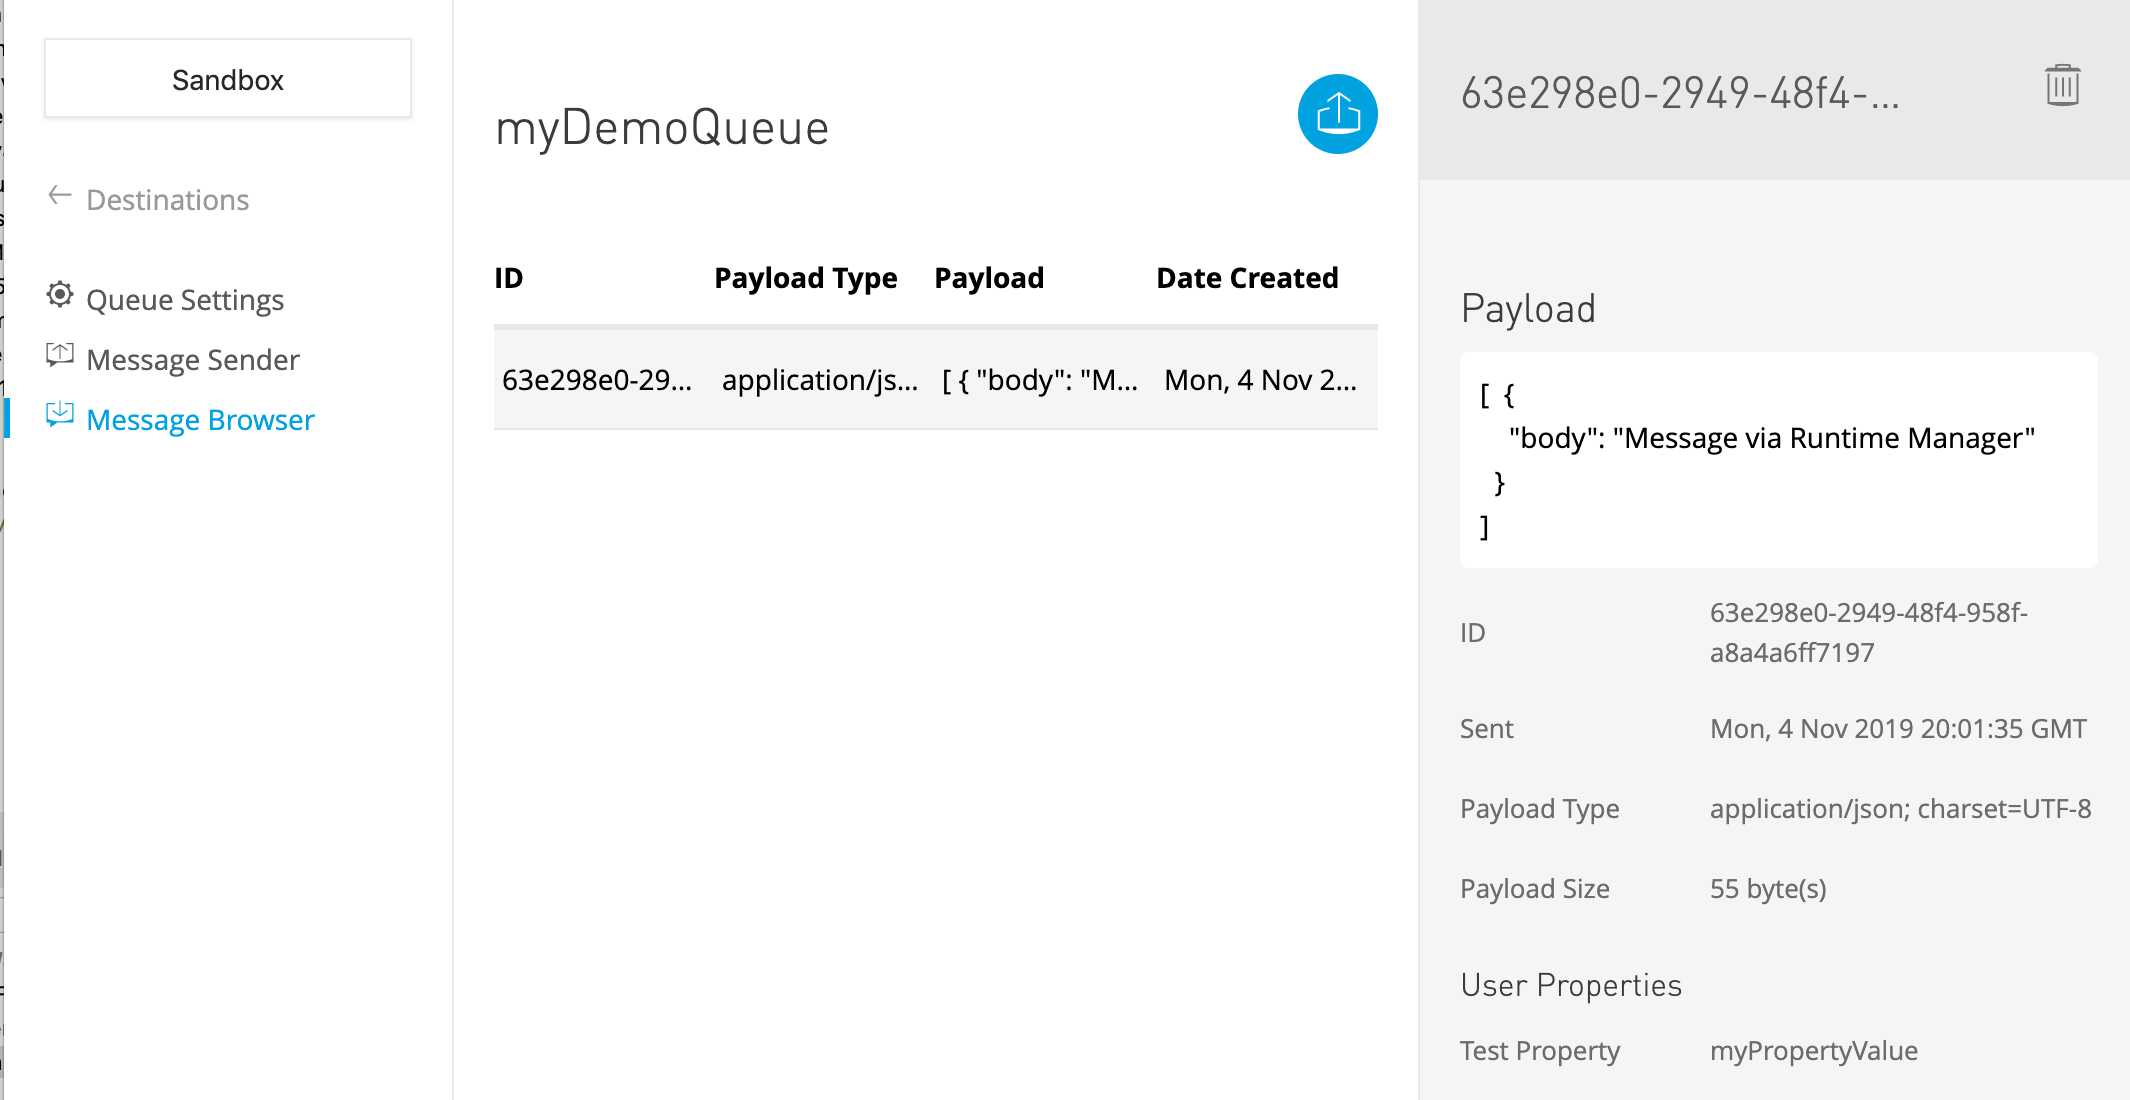 Sandbox
Destinations
Queue Settings
Message Sender
Message Browser
myDemoQueue
ID Payload Type Payload Date Created
63e298e0-29... application/js... [ { "body": "M... Mon, 4 Nov 2...
63e298e0-2949-48f4-...
Payload
[ {
"body": "Message via Runtime Manager"
}
]
ID 63e298e0-2949-48f4-958f-
a8a4a6ff7197
Sent Mon, 4 Nov 2019 20:01:35 GMT
Payload Type application/json; charset=UTF-8
Payload Size 55 byte(s)
User Properties
Test Property myPropertyValue